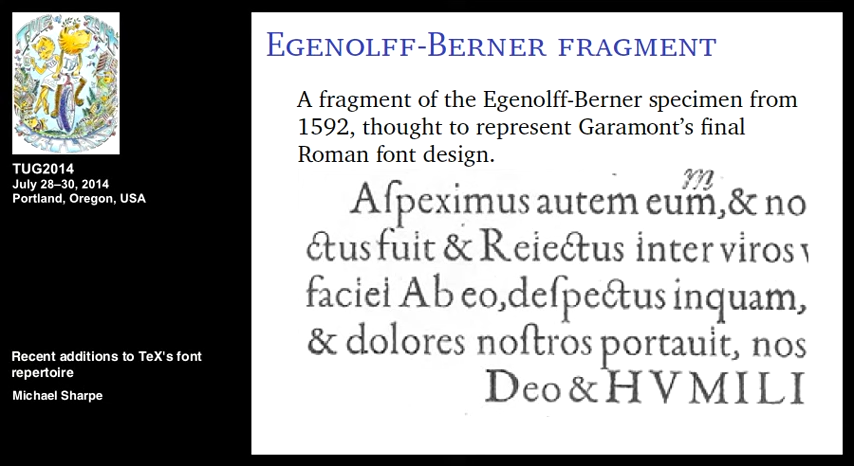 TUG2014
July 28–30, 2014
Portland, Oregon, USA
Recent additions to TeX's font
repertoire
Michael Sharpe
Egenolff-Berner fragment
A fragment of the Egenolff-Berner specimen from
1592, thought to represent Garamont's final
Roman font design.
m
Aſpeximus autem eum, & no
ctus fuit & Reiectus inter viros v
faciei Ab eo, deſpectus inquam,
& dolores noſtros portauit, nos
Deo & HVMILI